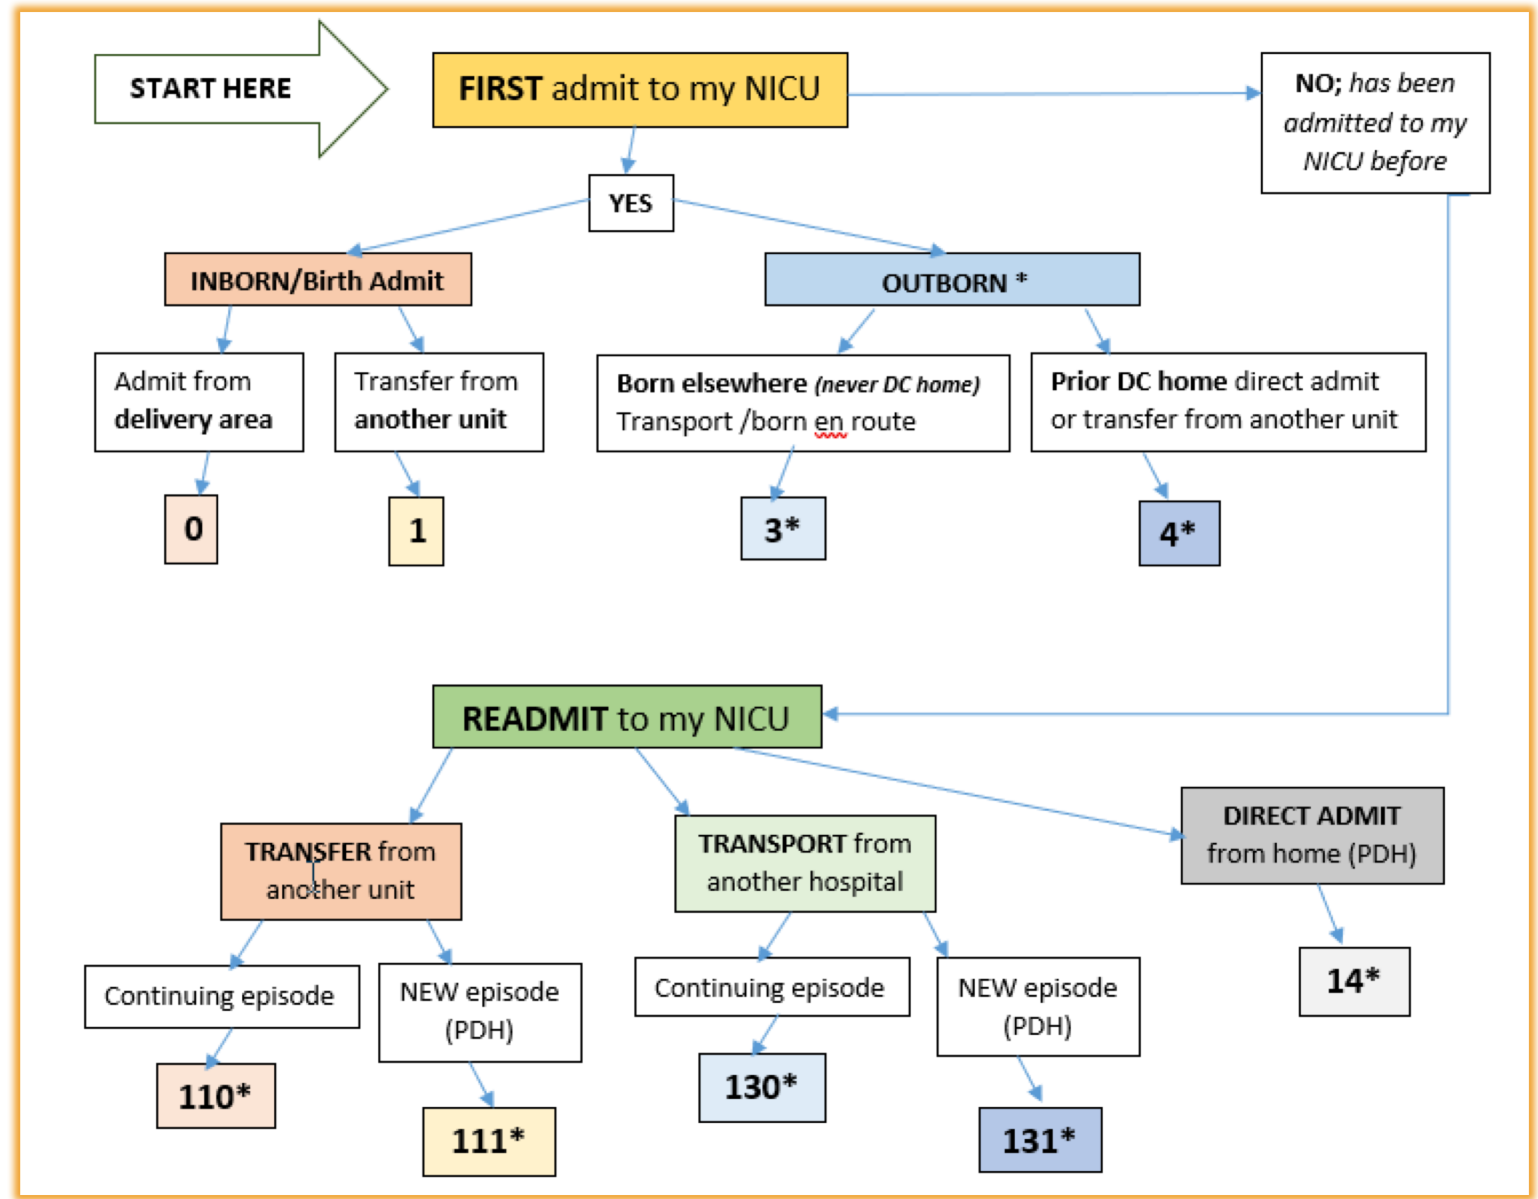 START HERE
FIRST admit to my NICU
NO; has been
admitted to my
NICU before
YES
INBORN/Birth Admit
OUTBORN *
Admit from
delivery area
Transfer from
another unit
Born elsewhere (never DC home)
Transport /born en route
Prior DC home direct admit
or transfer from another unit
0
1
3*
4*
READMIT to my NICU
TRANSFER from
another unit
TRANSPORT from
another hospital
DIRECT ADMIT
from home (PDH)
Continuing episode
NEW episode
(PDH)
Continuing episode
NEW episode
(PDH)
14*
110*
111*
130*
131*